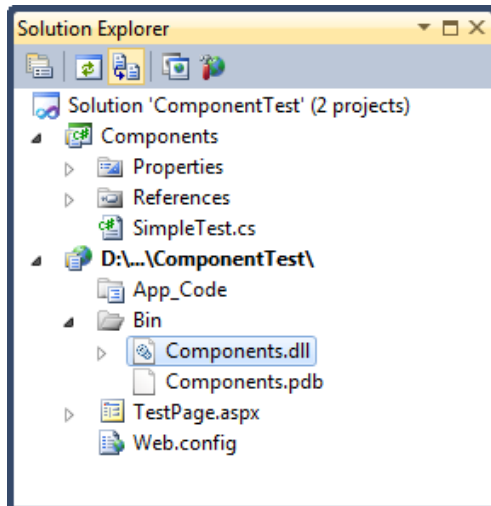 Solution Explorer
Solution 'ComponentTest' (2 projects)
Components
Properties
References
SimpleTest.cs
D:\...\ComponentTest\
App_Code
Bin
Components.dll
Components.pdb
TestPage.aspx
Web.config